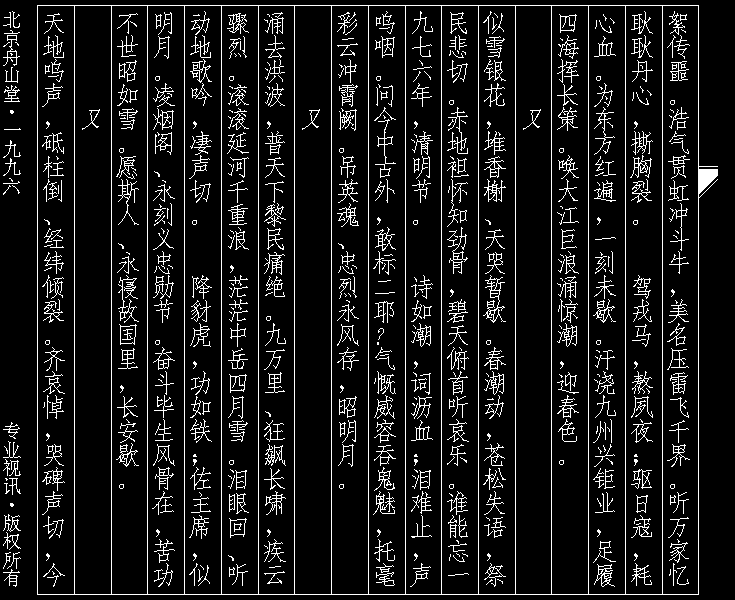 絮传噩。浩气贯虹冲斗牛，美名压雷飞千界。听万家忆
耿耿丹心，撕胸裂。　　驾戎马，熬夙夜；驱日寇，耗
心血。为东方红遍，一刻未歇。汗浇九州兴钜业，足履
四海挥长策。唤大江巨浪涌惊潮，迎春色。
又
似雪银花，堆香榭、天哭暂歇。春潮动，苍松失语，祭
民悲切。赤地袒怀知劲骨，碧天俯首听哀乐。谁能忘一
九七六年，清明节。　　诗如潮，词沥血；泪难止，声
呜咽。问今中古外，敢标二耶？气慨威容吞鬼魅，托毫
彩云冲霄阙。吊英魂、忠烈永风存，昭明月。
又
涌去洪波，普天下黎民痛绝。九万里、狂飙长啸，疾云
骤烈。滚滚延河千重浪，茫茫中岳四月雪。泪眼回、听
动地歌吟，凄声切。　　降豺虎，功如铁；佐主席，似
明月。凌烟阁、永刻义忠勋节。奋斗毕生风骨在，苦功
不世昭如雪。愿斯人、永寝故国里，长安歇。
又
天地鸣声，砥柱倒、经纬倾裂。齐哀悼，哭碑声切，今
北京舟山堂·一九九六
专业视讯·版权所有